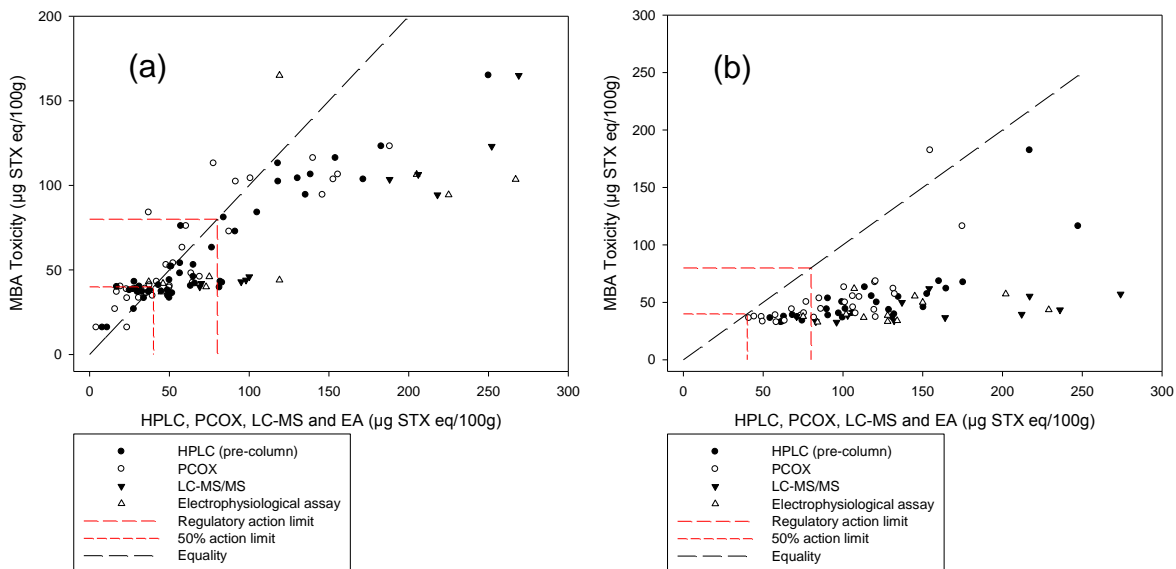 (a)
MBA Toxicity (µg STX eq/100g)
200
150
100
50
0
0 50 100 150 200 250 300
HPLC, PCOX, LC-MS and EA (µg STX eq/100g)
HPLC (pre-column)
PCOX
LC-MS/MS
Electrophysiological assay
Regulatory action limit
50% action limit
Equality
(b)
MBA Toxicity (µg STX eq/100g)
300
250
200
150
100
50
0
0 50 100 150 200 250 300
HPLC, PCOX, LC-MS and EA (µg STX eq/100g)
HPLC (pre-column)
PCOX
LC-MS/MS
Electrophysiological assay
Regulatory action limit
50% action limit
Equality